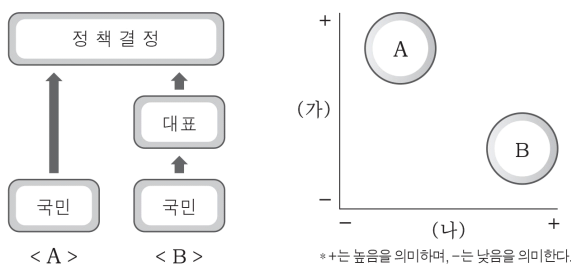 정 책 결 정
대표
국민
국민
< A >
< B >
+
A
(가)
B
−
−
(나)
+
*+는 높음을 의미하며, −는 낮음을 의미한다.